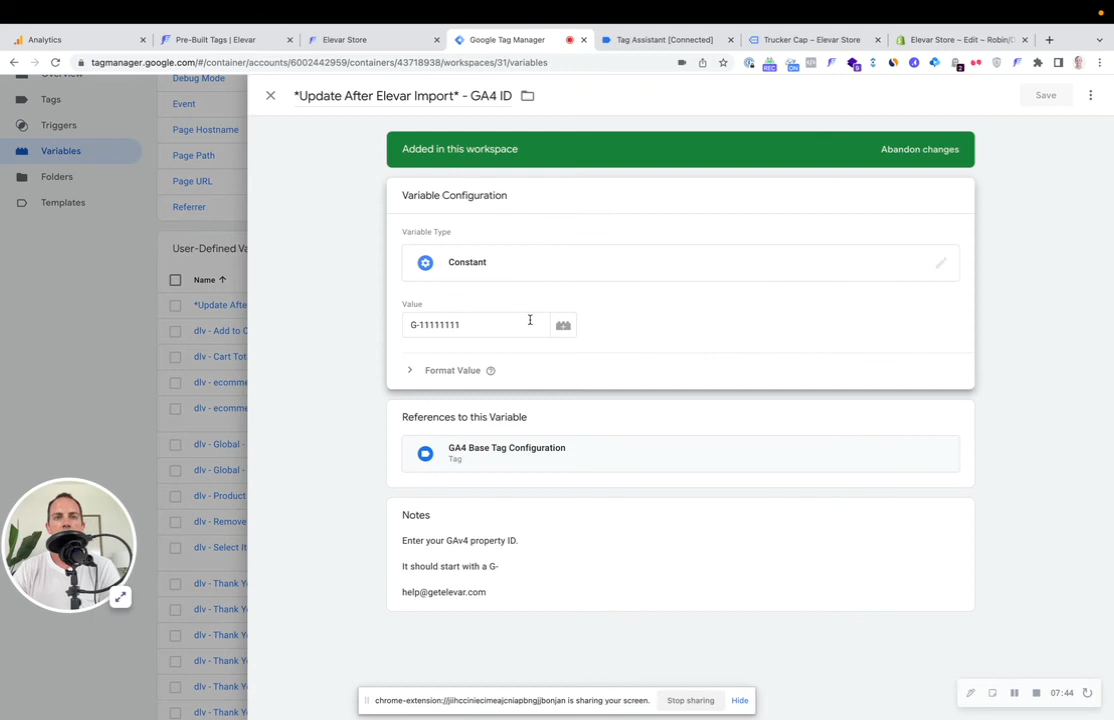 Analytics
Pre-Built Tags | Elevar
Elevar Store
Google Tag Manager
Tag Assistant [Connected]
Trucker Cap – Elevar Store
Elevar Store ~ Edit ~ Robin/D
tagmanager.google.com/#/container/accounts/6002442959/containers/43718938/workspaces/31/variables
Overview
Tags
Triggers
Variables
Folders
Templates
Debug Mode
Event
Page Hostname
Page Path
Page URL
Referrer
User-Defined Va
Name
*Update Afte
dlv - Add to C
dlv - Cart Tot
dlv - ecomme
dlv - ecomme
dlv - Global -
dlv - Global -
dlv - Product
dlv - Remove
dlv - Select It
dlv - Thank Y
dlv - Thank Y
dlv - Thank Y
dlv - Thank Y
dlv - Thank Y
dlv - Thank Y
*Update After Elevar Import* - GA4 ID
Save
Added in this workspace
Abandon changes
Variable Configuration
Variable Type
Constant
Value
G-11111111
Format Value
References to this Variable
GA4 Base Tag Configuration
Tag
Notes
Enter your GAv4 property ID.
It should start with a G-
help@getelevar.com
chrome-extension://jiihcciniecimeajcniapbngjjbonjan is sharing your screen.
Stop sharing
Hide
07:44